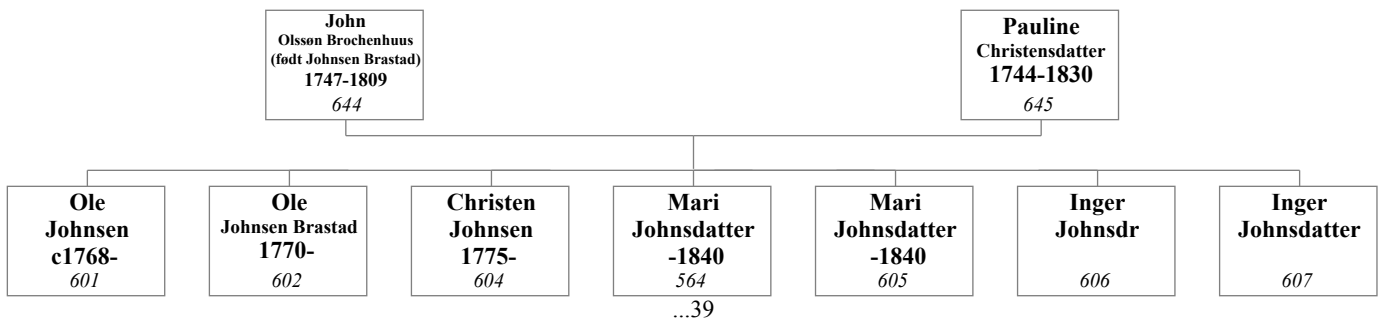 John
Olssøn Brochenhuus
(født Johnsen Brastad)
1747-1809
644
Pauline
Christensdatter
1744-1830
645
Ole
Johnsen
c1768-
601
Ole
Johnsen Brastad
1770-
602
Christen
Johnsen
1775-
604
Mari
Johnsdatter
-1840
564
...39
Mari
Johnsdatter
-1840
605
Inger
Johnsdr
606
Inger
Johnsdatter
607